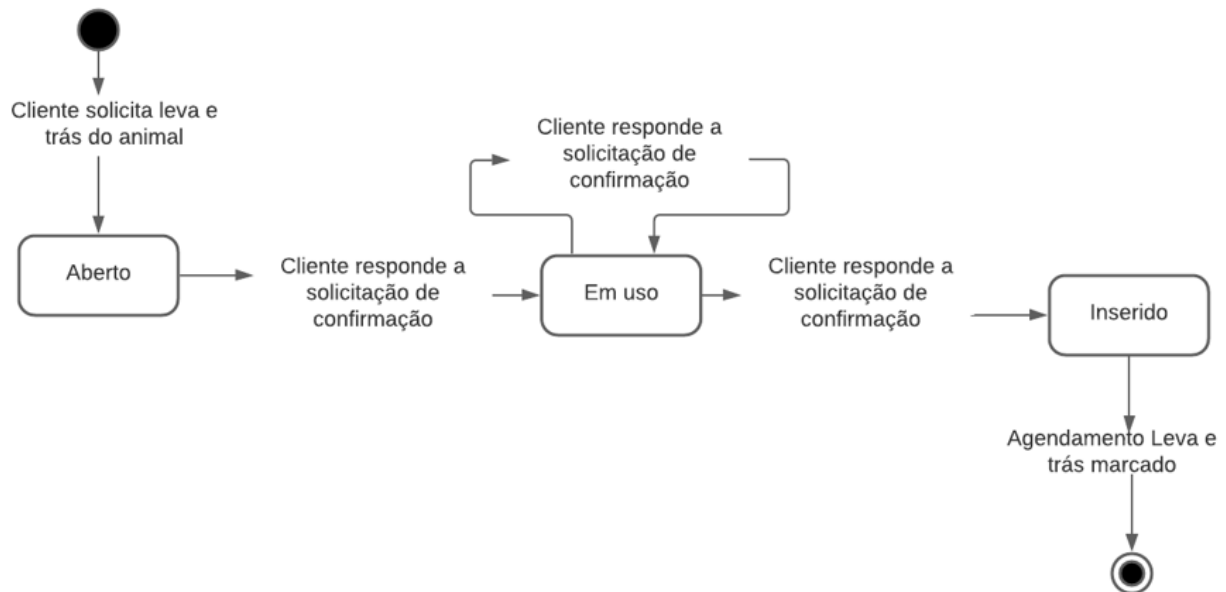 Cliente solicita leva e
trás do animal
Aberto
Cliente responde a
solicitação de
confirmação
Cliente responde a
solicitação de
confirmação
Em uso
Cliente responde a
solicitação de
confirmação
Inserido
Agendamento Leva e
trás marcado